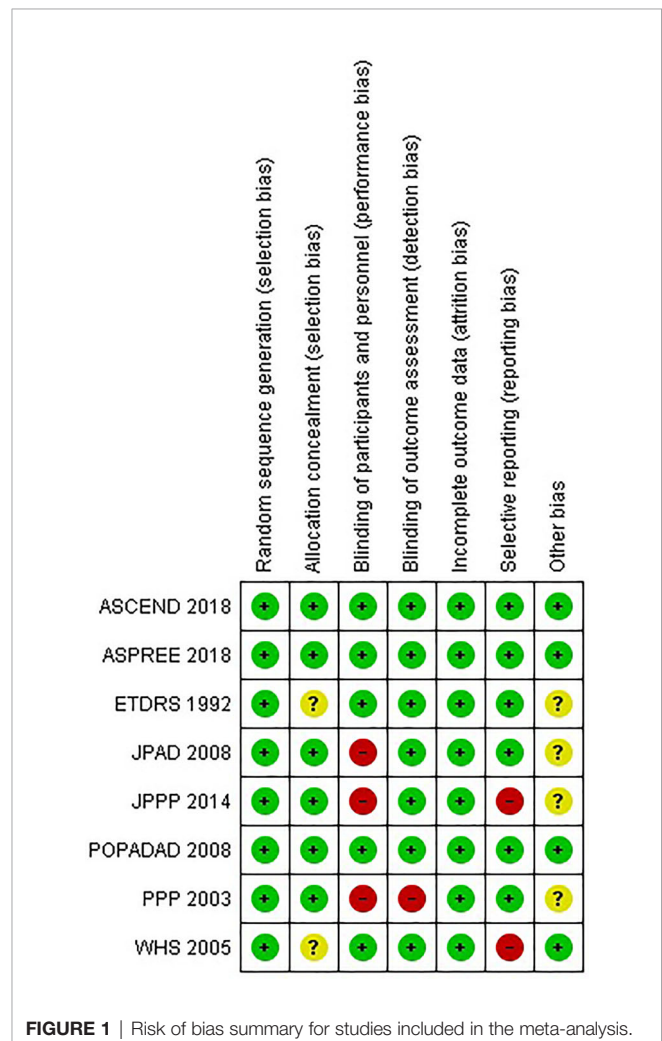 Random sequence generation (selection bias)
Allocation concealment (selection bias)
Blinding of participants and personnel (performance bias)
Blinding of outcome assessment (detection bias)
Incomplete outcome data (attrition bias)
Selective reporting (reporting bias)
Other bias
ASCEND 2018 + + + + + + +
ASPREE 2018 + + + + + + +
ETDRS 1992 + ? + + + + ?
JPAD 2008 + + - + + + ?
JPPP 2014 + + - + + - ?
POPADAD 2008 + + + + + + +
PPP 2003 + + - - + + ?
WHS 2005 + ? + + + - +
FIGURE 1 | Risk of bias summary for studies included in the meta-analysis.